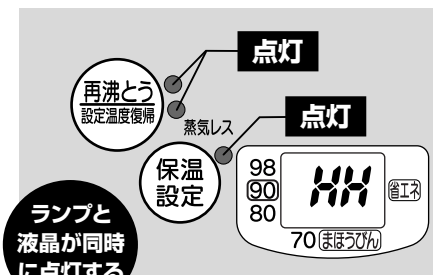 点灯
再沸とう
設定温度復帰
蒸気レス
点灯
保温
設定
98
90
80
HH
省エネ
70 まほうびん
ランプと
液晶が同時
に点灯する